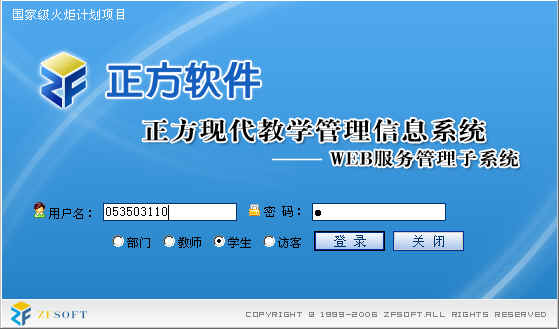 国家级火炬计划项目
ZF 正方软件
正方现代教学管理信息系统
—— WEB服务管理子系统
用户名： 053503110 密 码： ●
部门 教师 学生 访客 登 录 关 闭
ZF ZFSOFT COPYRIGHT @ 1999-2006 ZFSOFT.ALL RIGHTS RESERVED